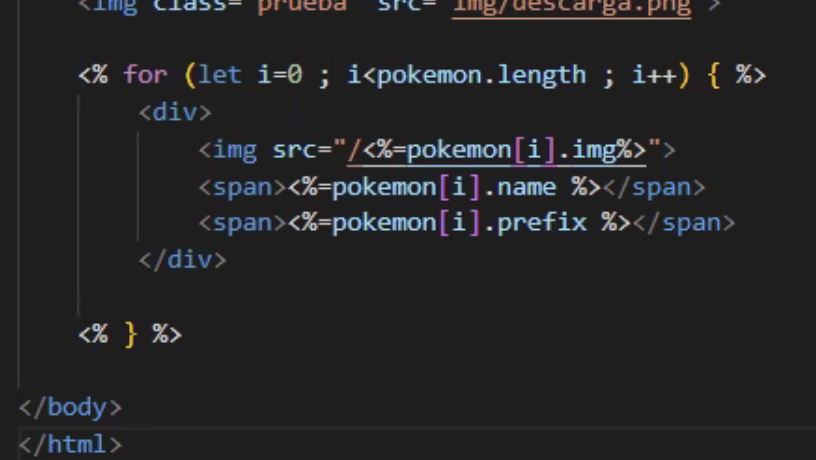 <img class="prueba" src="img/descarga.png">
<% for (let i=0 ; i<pokemon.length ; i++) { %>
<div>
<img src="/<%=pokemon[i].img%>">
<span><%=pokemon[i].name %></span>
<span><%=pokemon[i].prefix %></span>
</div>
<% } %>
</body>
</html>